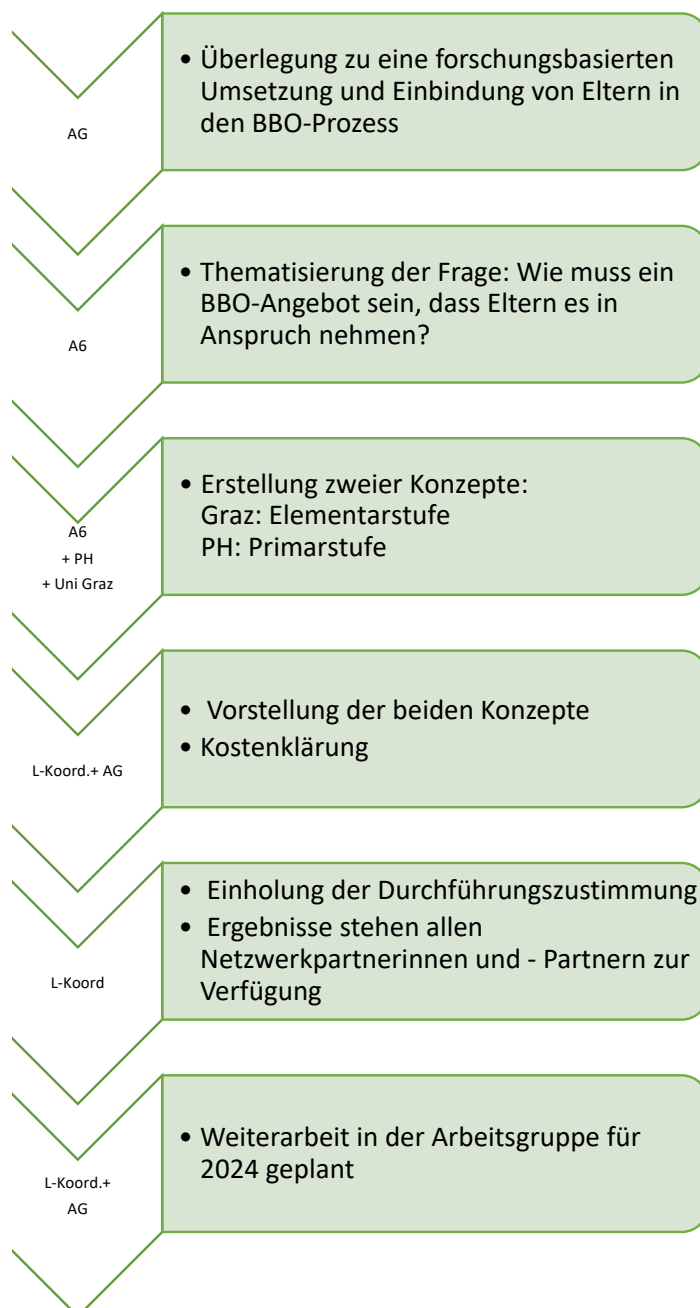 AG
• Überlegung zu eine forschungsbasierten
Umsetzung und Einbindung von Eltern in
den BBO-Prozess
A6
• Thematisierung der Frage: Wie muss ein
BBO-Angebot sein, dass Eltern es in
Anspruch nehmen?
A6
+ PH
+ Uni Graz
• Erstellung zweier Konzepte:
Graz: Elementarstufe
PH: Primarstufe
L-Koord.+ AG
• Vorstellung der beiden Konzepte
• Kostenklärung
L-Koord
• Einholung der Durchführungszustimmung
• Ergebnisse stehen allen
Netzwerkpartnerinnen und - Partnern zur
Verfügung
L-Koord.+
AG
• Weiterarbeit in der Arbeitsgruppe für
2024 geplant